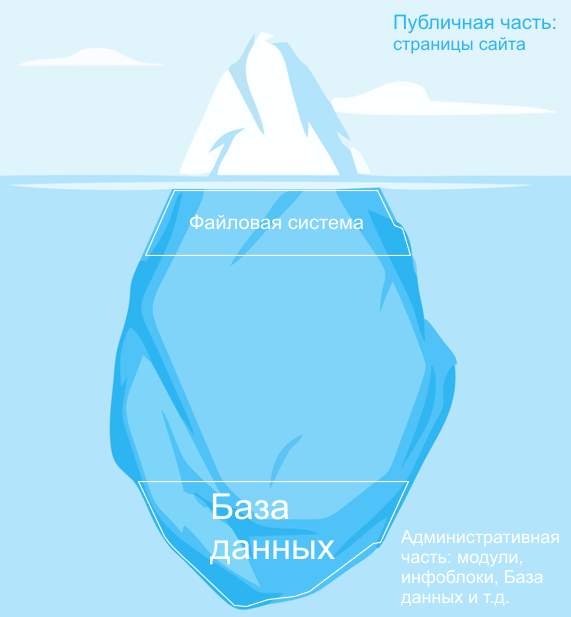 Публичная часть:
страницы сайта
Файловая система
База
данных
Административная
часть: модули,
инфоблоки, База
данных и т.д.